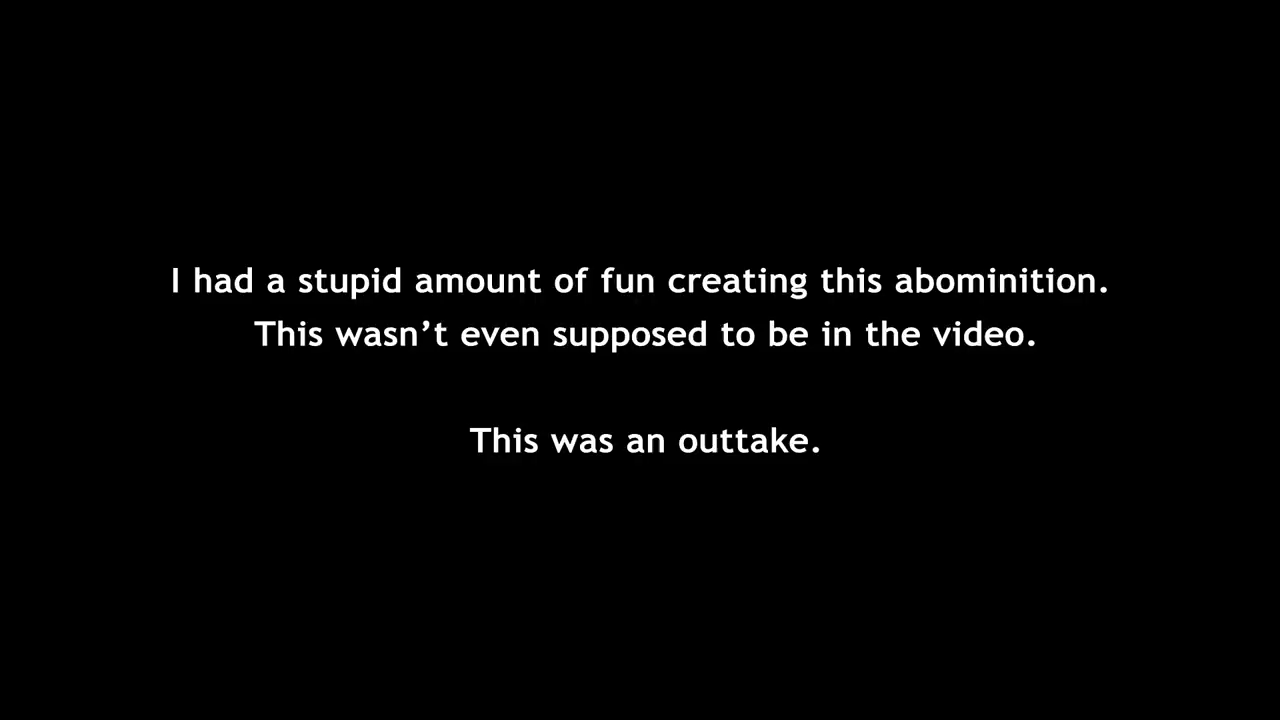 I had a stupid amount of fun creating this abominition.
This wasn’t even supposed to be in the video.
This was an outtake.